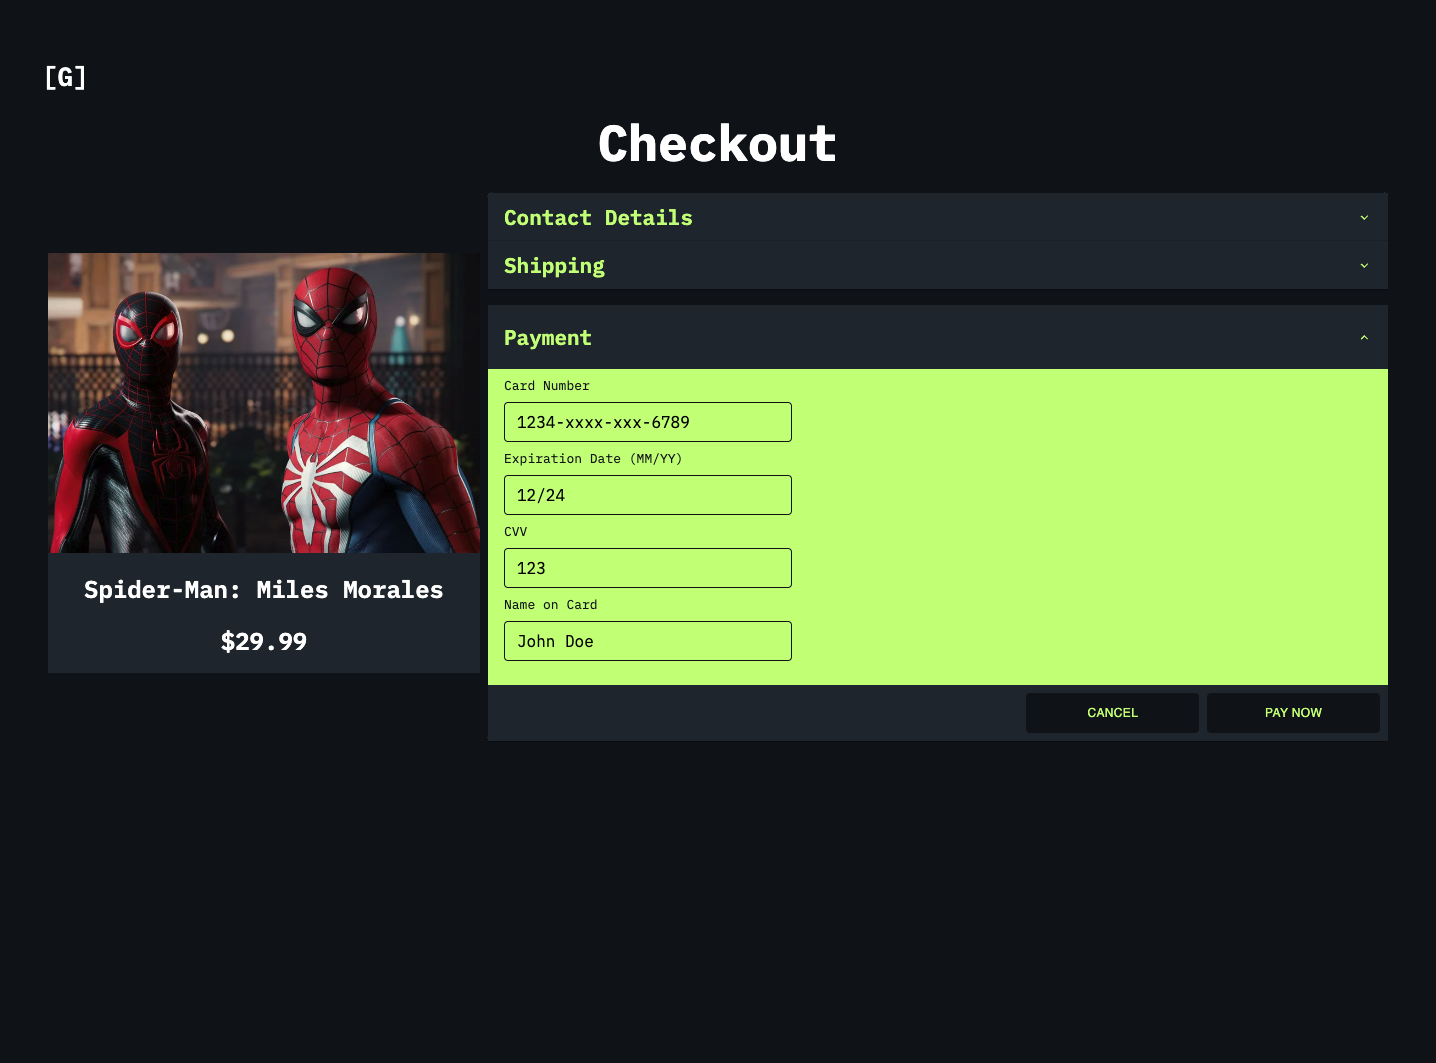 [G]
Checkout
Contact Details
Shipping
Payment
Card Number
1234-xxxx-xxx-6789
Expiration Date (MM/YY)
12/24
CVV
123
Name on Card
John Doe
Spider-Man: Miles Morales
$29.99
CANCEL
PAY NOW